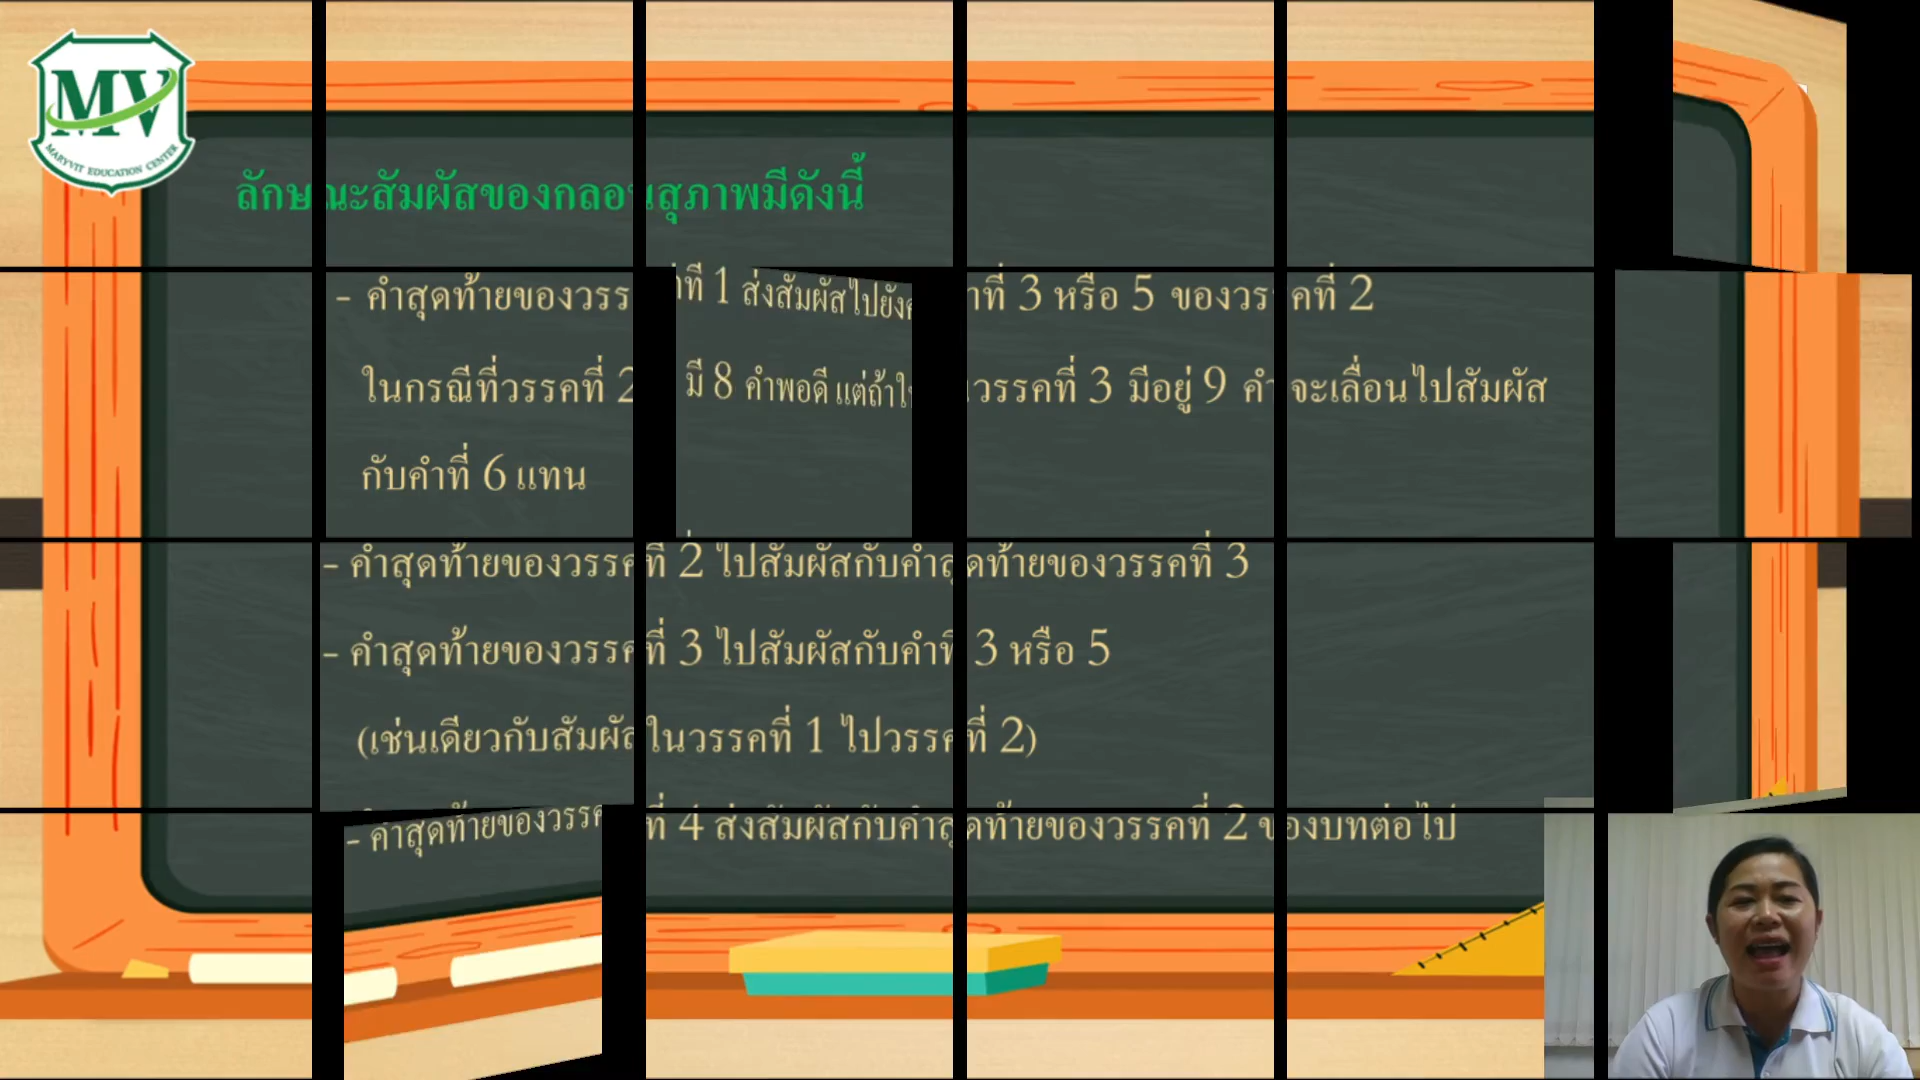 MV
MARYVIT EDUCATION CENTER
ลักษณะสัมผัสของกลอนสุภาพมีดังนี้
- คำสุดท้ายของวรรคที่ 1 ส่งสัมผัสไปยังคำที่ 3 หรือ 5 ของวรรคที่ 2
ในกรณีที่วรรคที่ 2 มี 8 คำพอดี แต่ถ้าในวรรคที่ 3 มีอยู่ 9 คำ จะเลื่อนไปสัมผัส
กับคำที่ 6 แทน
- คำสุดท้ายของวรรคที่ 2 ไปสัมผัสกับคำสุดท้ายของวรรคที่ 3
- คำสุดท้ายของวรรคที่ 3 ไปสัมผัสกับคำที่ 3 หรือ 5
(เช่นเดียวกับสัมผัสในวรรคที่ 1 ไปวรรคที่ 2)
- คำสุดท้ายของวรรคที่ 4 ส่งสัมผัสกับคำสุดท้ายของวรรคที่ 2 ของบทต่อไป